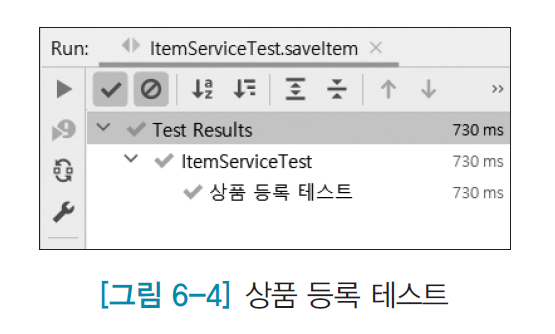 Run: ItemServiceTest.saveItem ×
Test Results 730 ms
ItemServiceTest 730 ms
상품 등록 테스트 730 ms
[그림 6-4] 상품 등록 테스트